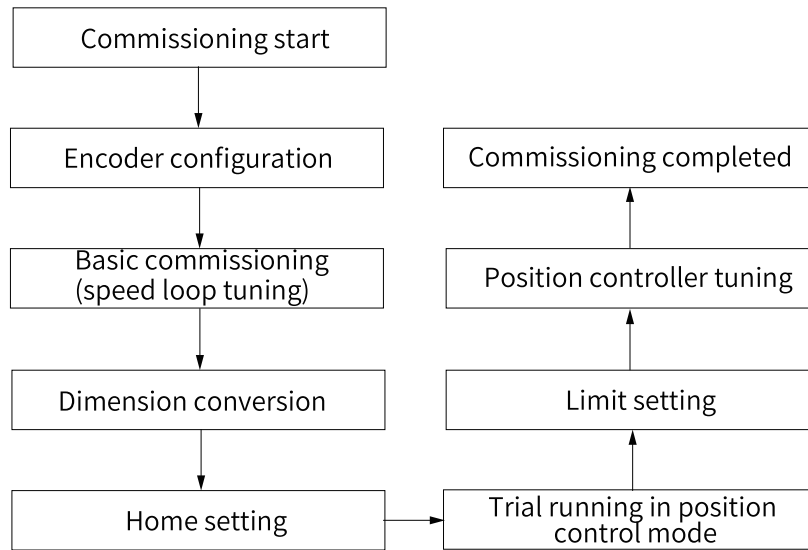 Commissioning start
Encoder configuration
Basic commissioning
(speed loop tuning)
Dimension conversion
Home setting
Trial running in position
control mode
Limit setting
Position controller tuning
Commissioning completed